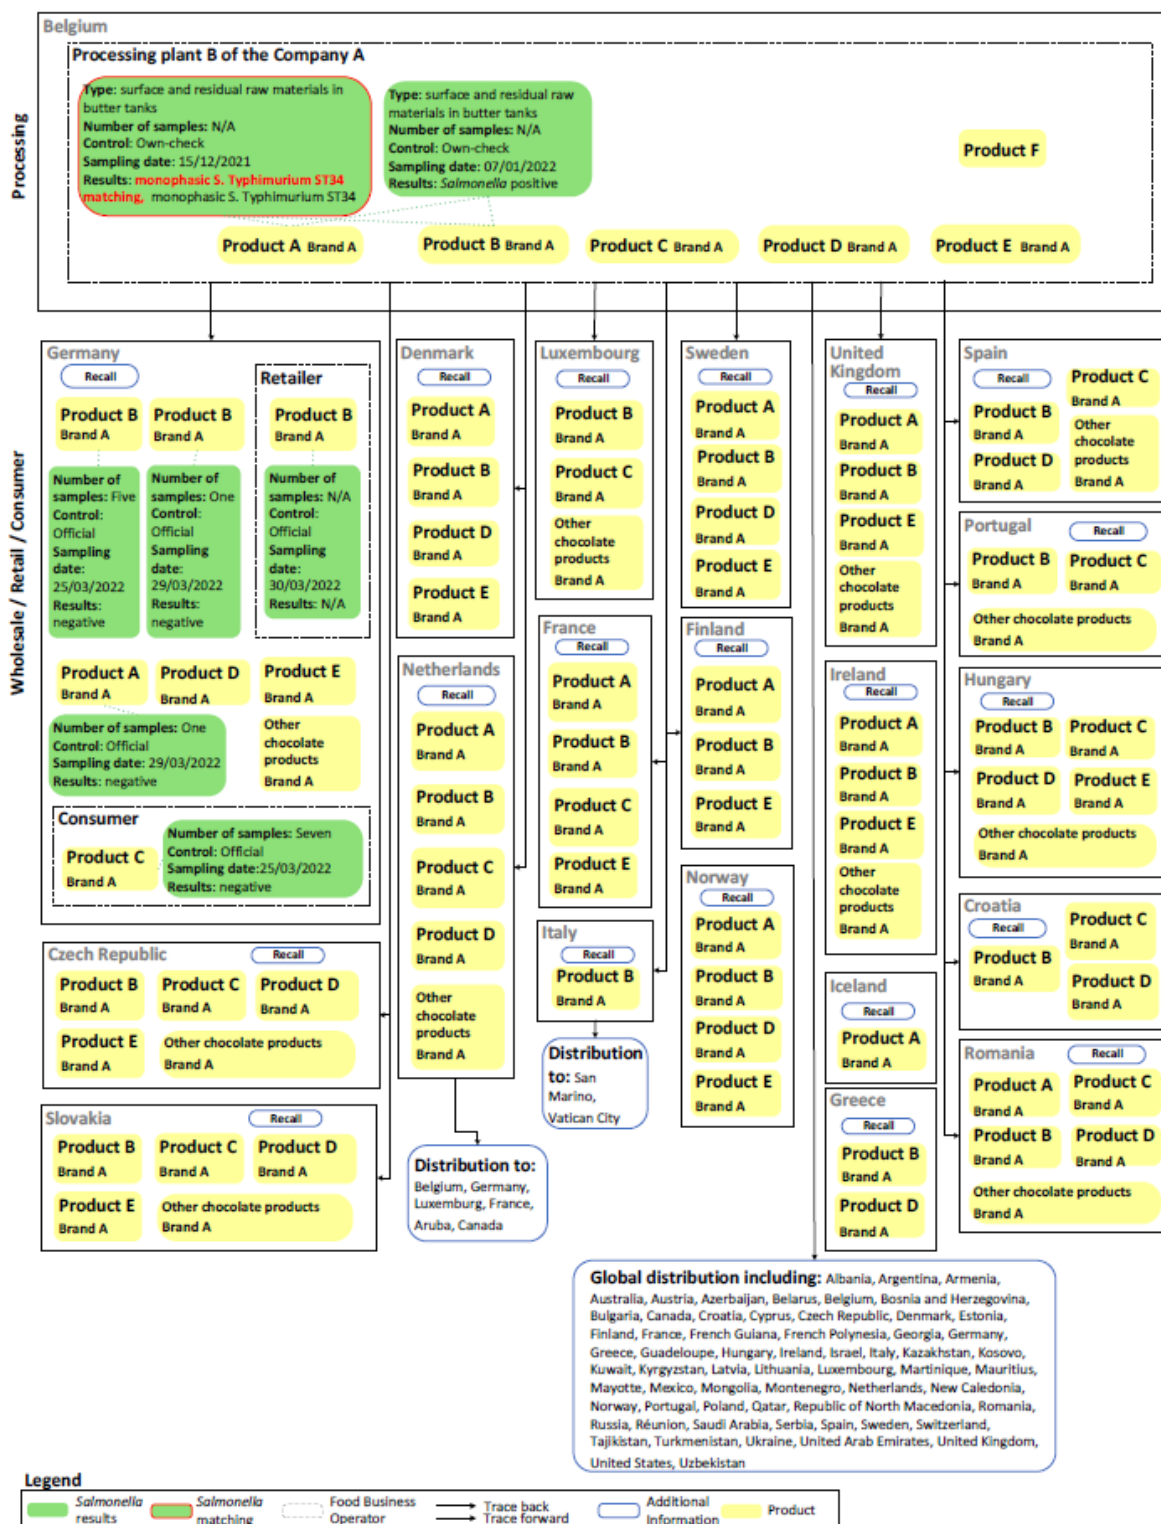 Belgium
Processing plant B of the Company A
Type: surface and residual raw materials in
butter tanks
Number of samples: N/A
Control: Own-check
Sampling date: 15/12/2021
Results: monophasic S. Typhimurium ST34
matching, monophasic S. Typhimurium ST34
Type: surface and residual raw
materials in butter tanks
Number of samples: N/A
Control: Own-check
Sampling date: 07/01/2022
Results: Salmonella positive
Product F
Product A Brand A
Product B Brand A
Product C Brand A
Product D Brand A
Product E Brand A
Processing
Wholesale / Retail / Consumer
Germany
Recall
Product B
Brand A
Product B
Brand A
Retailer
Product B
Brand A
Number of
samples: Five
Control:
Official
Sampling
date:
25/03/2022
Results:
negative
Number of
samples: One
Control:
Official
Sampling
date:
29/03/2022
Results:
negative
Number of
samples: N/A
Control:
Official
Sampling
date:
30/03/2022
Results: N/A
Product A
Brand A
Product D
Brand A
Product E
Brand A
Number of samples: One
Control: Official
Sampling date: 29/03/2022
Results: negative
Other
chocolate
products
Brand A
Consumer
Product C
Brand A
Number of samples: Seven
Control: Official
Sampling date:25/03/2022
Results: negative
Czech Republic
Recall
Product B
Brand A
Product C
Brand A
Product D
Brand A
Product E
Brand A
Other chocolate products
Brand A
Slovakia
Recall
Product B
Brand A
Product C
Brand A
Product D
Brand A
Product E
Brand A
Other chocolate products
Brand A
Denmark
Recall
Product A
Brand A
Product B
Brand A
Product D
Brand A
Product E
Brand A
Netherlands
Recall
Product A
Brand A
Product B
Brand A
Product C
Brand A
Product D
Brand A
Other
chocolate
products
Brand A
Distribution to:
Belgium, Germany,
Luxemburg, France,
Aruba, Canada
Luxembourg
Recall
Product B
Brand A
Product C
Brand A
Other
chocolate
products
Brand A
France
Recall
Product A
Brand A
Product B
Brand A
Product C
Brand A
Product E
Brand A
Italy
Recall
Product B
Brand A
Distribution
to: San
Marino,
Vatican City
Sweden
Recall
Product A
Brand A
Product B
Brand A
Product D
Brand A
Product E
Brand A
Finland
Recall
Product A
Brand A
Product B
Brand A
Product E
Brand A
Norway
Recall
Product A
Brand A
Product B
Brand A
Product D
Brand A
Product E
Brand A
United
Kingdom
Recall
Product A
Brand A
Product B
Brand A
Product E
Brand A
Other
chocolate
products
Brand A
Ireland
Recall
Product A
Brand A
Product B
Brand A
Product E
Brand A
Other
chocolate
products
Brand A
Iceland
Recall
Product A
Brand A
Greece
Recall
Product B
Brand A
Product D
Brand A
Spain
Recall
Product C
Brand A
Product B
Brand A
Product D
Brand A
Other
chocolate
products
Brand A
Portugal
Recall
Product B
Brand A
Product C
Brand A
Other chocolate products
Brand A
Hungary
Recall
Product B
Brand A
Product C
Brand A
Product D
Brand A
Product E
Brand A
Other chocolate products
Brand A
Croatia
Recall
Product C
Brand A
Product B
Brand A
Product D
Brand A
Romania
Recall
Product A
Brand A
Product C
Brand A
Product B
Brand A
Product D
Brand A
Other chocolate products
Brand A
Global distribution including: Albania, Argentina, Armenia,
Australia, Austria, Azerbaijan, Belarus, Belgium, Bosnia and Herzegovina,
Bulgaria, Canada, Croatia, Cyprus, Czech Republic, Denmark, Estonia,
Finland, France, French Guiana, French Polynesia, Georgia, Germany,
Greece, Guadeloupe, Hungary, Ireland, Israel, Italy, Kazakhstan, Kosovo,
Kuwait, Kyrgyzstan, Latvia, Lithuania, Luxembourg, Martinique, Mauritius,
Mayotte, Mexico, Mongolia, Montenegro, Netherlands, New Caledonia,
Norway, Portugal, Poland, Qatar, Republic of North Macedonia, Romania,
Russia, Réunion, Saudi Arabia, Serbia, Spain, Sweden, Switzerland,
Tajikistan, Turkmenistan, Ukraine, United Arab Emirates, United Kingdom,
United States, Uzbekistan
Legend
Salmonella
results
Salmonella
matching
Food Business
Operator
Trace back
Trace forward
Additional
Information
Product